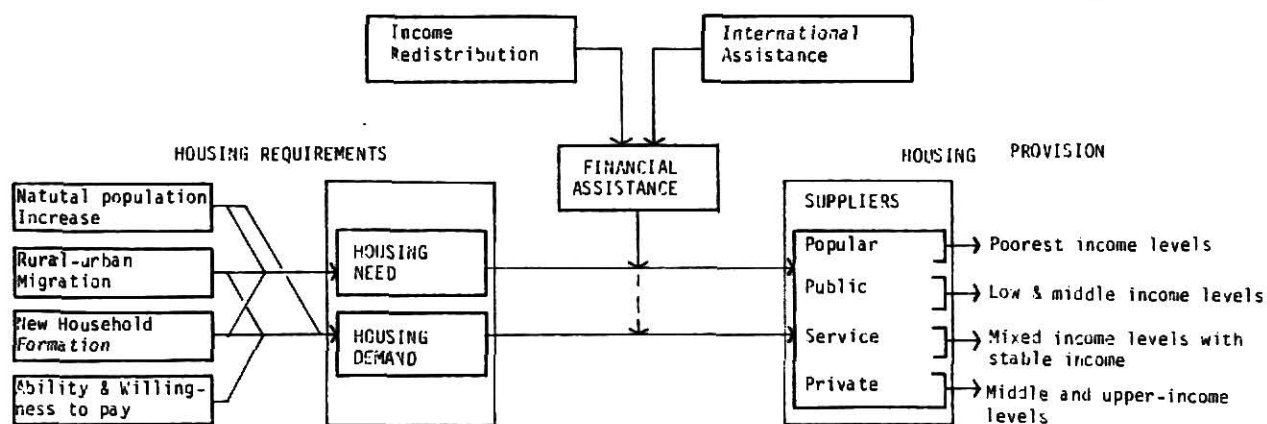 Income
Redistribution
International
Assistance
HOUSING REQUIREMENTS
FINANCIAL
ASSISTANCE
HOUSING PROVISION
Natutal population
Increase
Rural-urban
Migration
New Household
Formation
Ability & Willing-
ness to pay
HOUSING
NEED
HOUSING
DEMAND
SUPPLIERS
Popular
Public
Service
Private
Poorest income levels
Low & middle income levels
Mixed income levels with
stable income
Middle and upper-income
levels